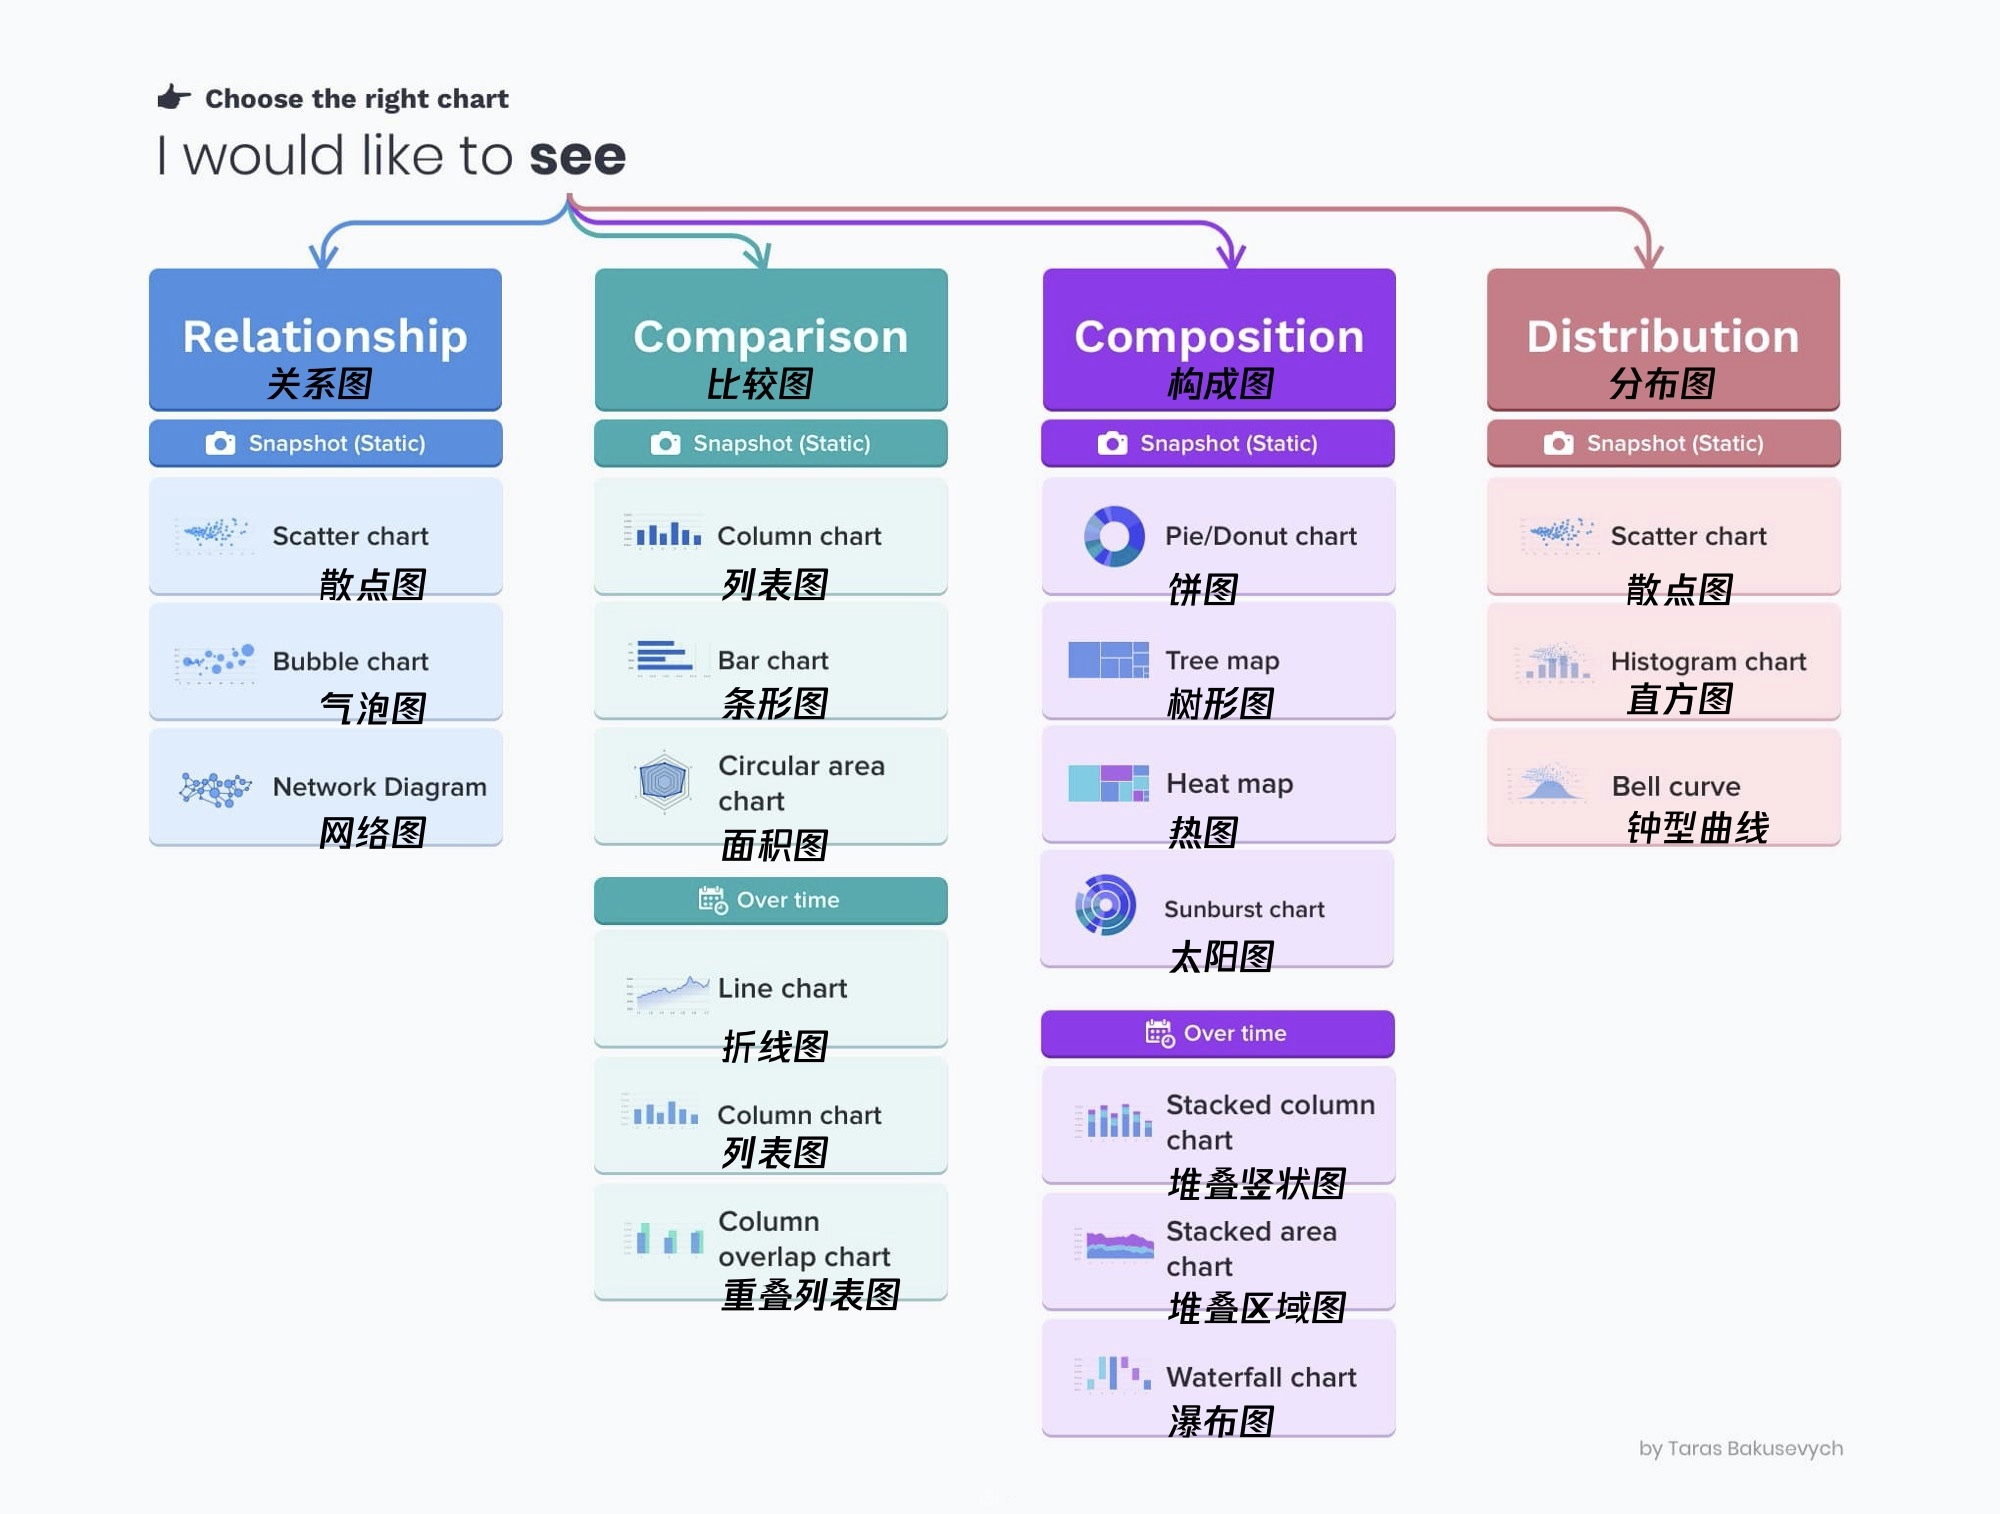 Choose the right chart
I would like to see
Relationship
关系图
Snapshot (Static)
Scatter chart
散点图
Bubble chart
气泡图
Network Diagram
网络图
Comparison
比较图
Snapshot (Static)
Column chart
列表图
Bar chart
条形图
Circular area
chart
面积图
Over time
Line chart
折线图
Column chart
列表图
Column
overlap chart
重叠列表图
Composition
构成图
Snapshot (Static)
Pie/Donut chart
饼图
Tree map
树形图
Heat map
热图
Sunburst chart
太阳图
Over time
Stacked column
chart
堆叠竖状图
Stacked area
chart
堆叠区域图
Waterfall chart
瀑布图
Distribution
分布图
Snapshot (Static)
Scatter chart
散点图
Histogram chart
直方图
Bell curve
钟型曲线
by Taras Bakusevych